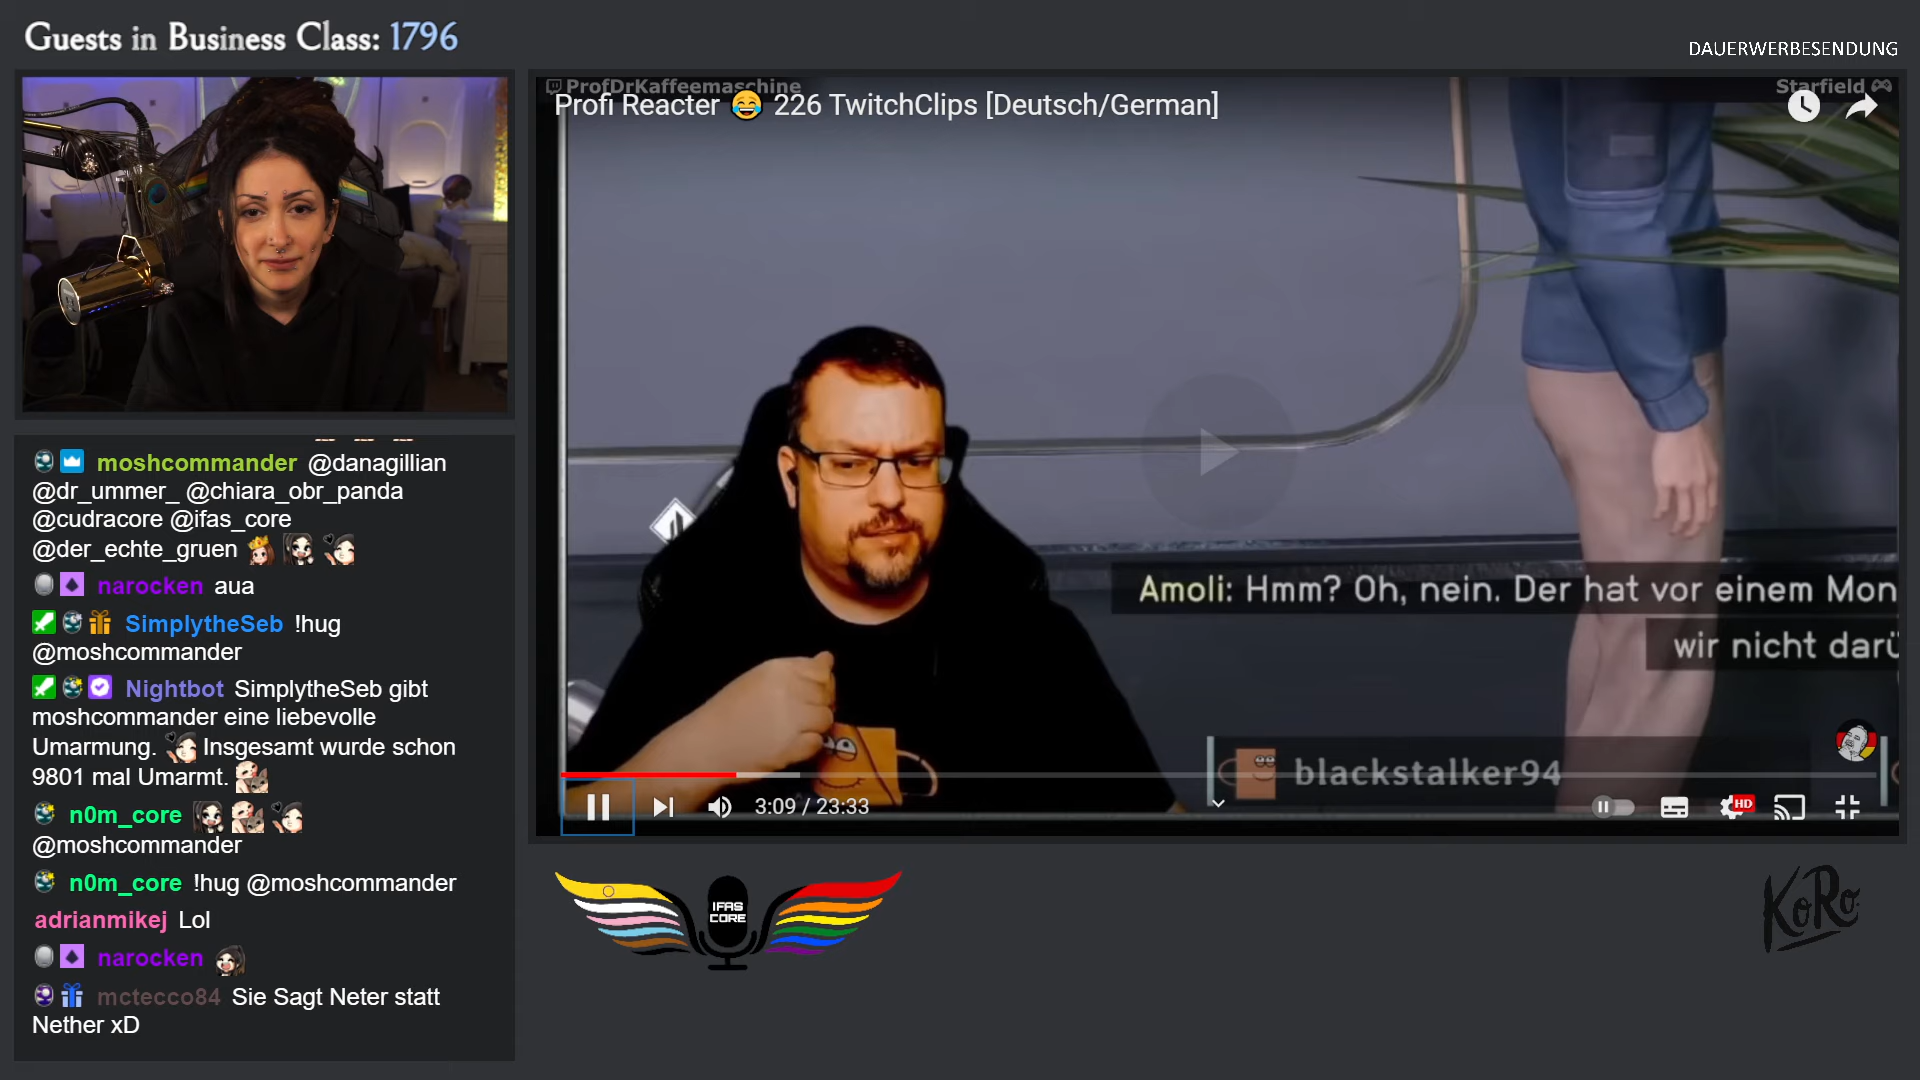 Guests in Business Class: 1796
DAUERWERBESENDUNG
ProfDrKaffeemaschine
Starfield
Profi Reacter 😂 226 TwitchClips [Deutsch/German]
Amoli: Hmm? Oh, nein. Der hat vor einem Mon
wir nicht darü
blackstalker94
3:09 / 23:33
HD
moshcommander @danagillian
@dr_ummer_ @chiara_obr_panda
@cudracore @ifas_core
@der_echte_gruen
narocken aua
SimplytheSeb !hug
@moshcommander
Nightbot SimplytheSeb gibt
moshcommander eine liebevolle
Umarmung. Insgesamt wurde schon
9801 mal Umarmt.
n0m_core
@moshcommander
n0m_core !hug @moshcommander
adrianmikej Lol
narocken
mctecco84 Sie Sagt Neter statt
Nether xD
IFAS
CORE
KoRo